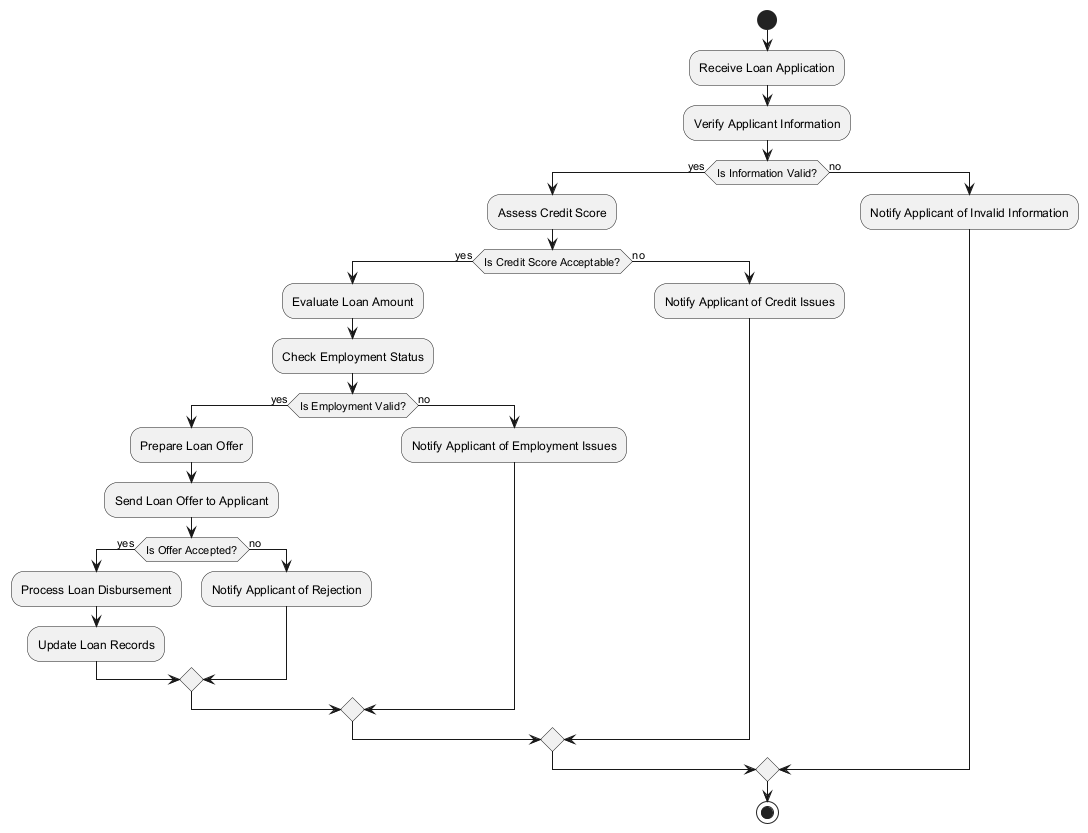 Receive Loan Application
Verify Applicant Information
yes
Is Information Valid?
no
Assess Credit Score
Notify Applicant of Invalid Information
yes
Is Credit Score Acceptable?
no
Evaluate Loan Amount
Notify Applicant of Credit Issues
Check Employment Status
yes
Is Employment Valid?
no
Prepare Loan Offer
Notify Applicant of Employment Issues
Send Loan Offer to Applicant
yes
Is Offer Accepted?
no
Process Loan Disbursement
Notify Applicant of Rejection
Update Loan Records